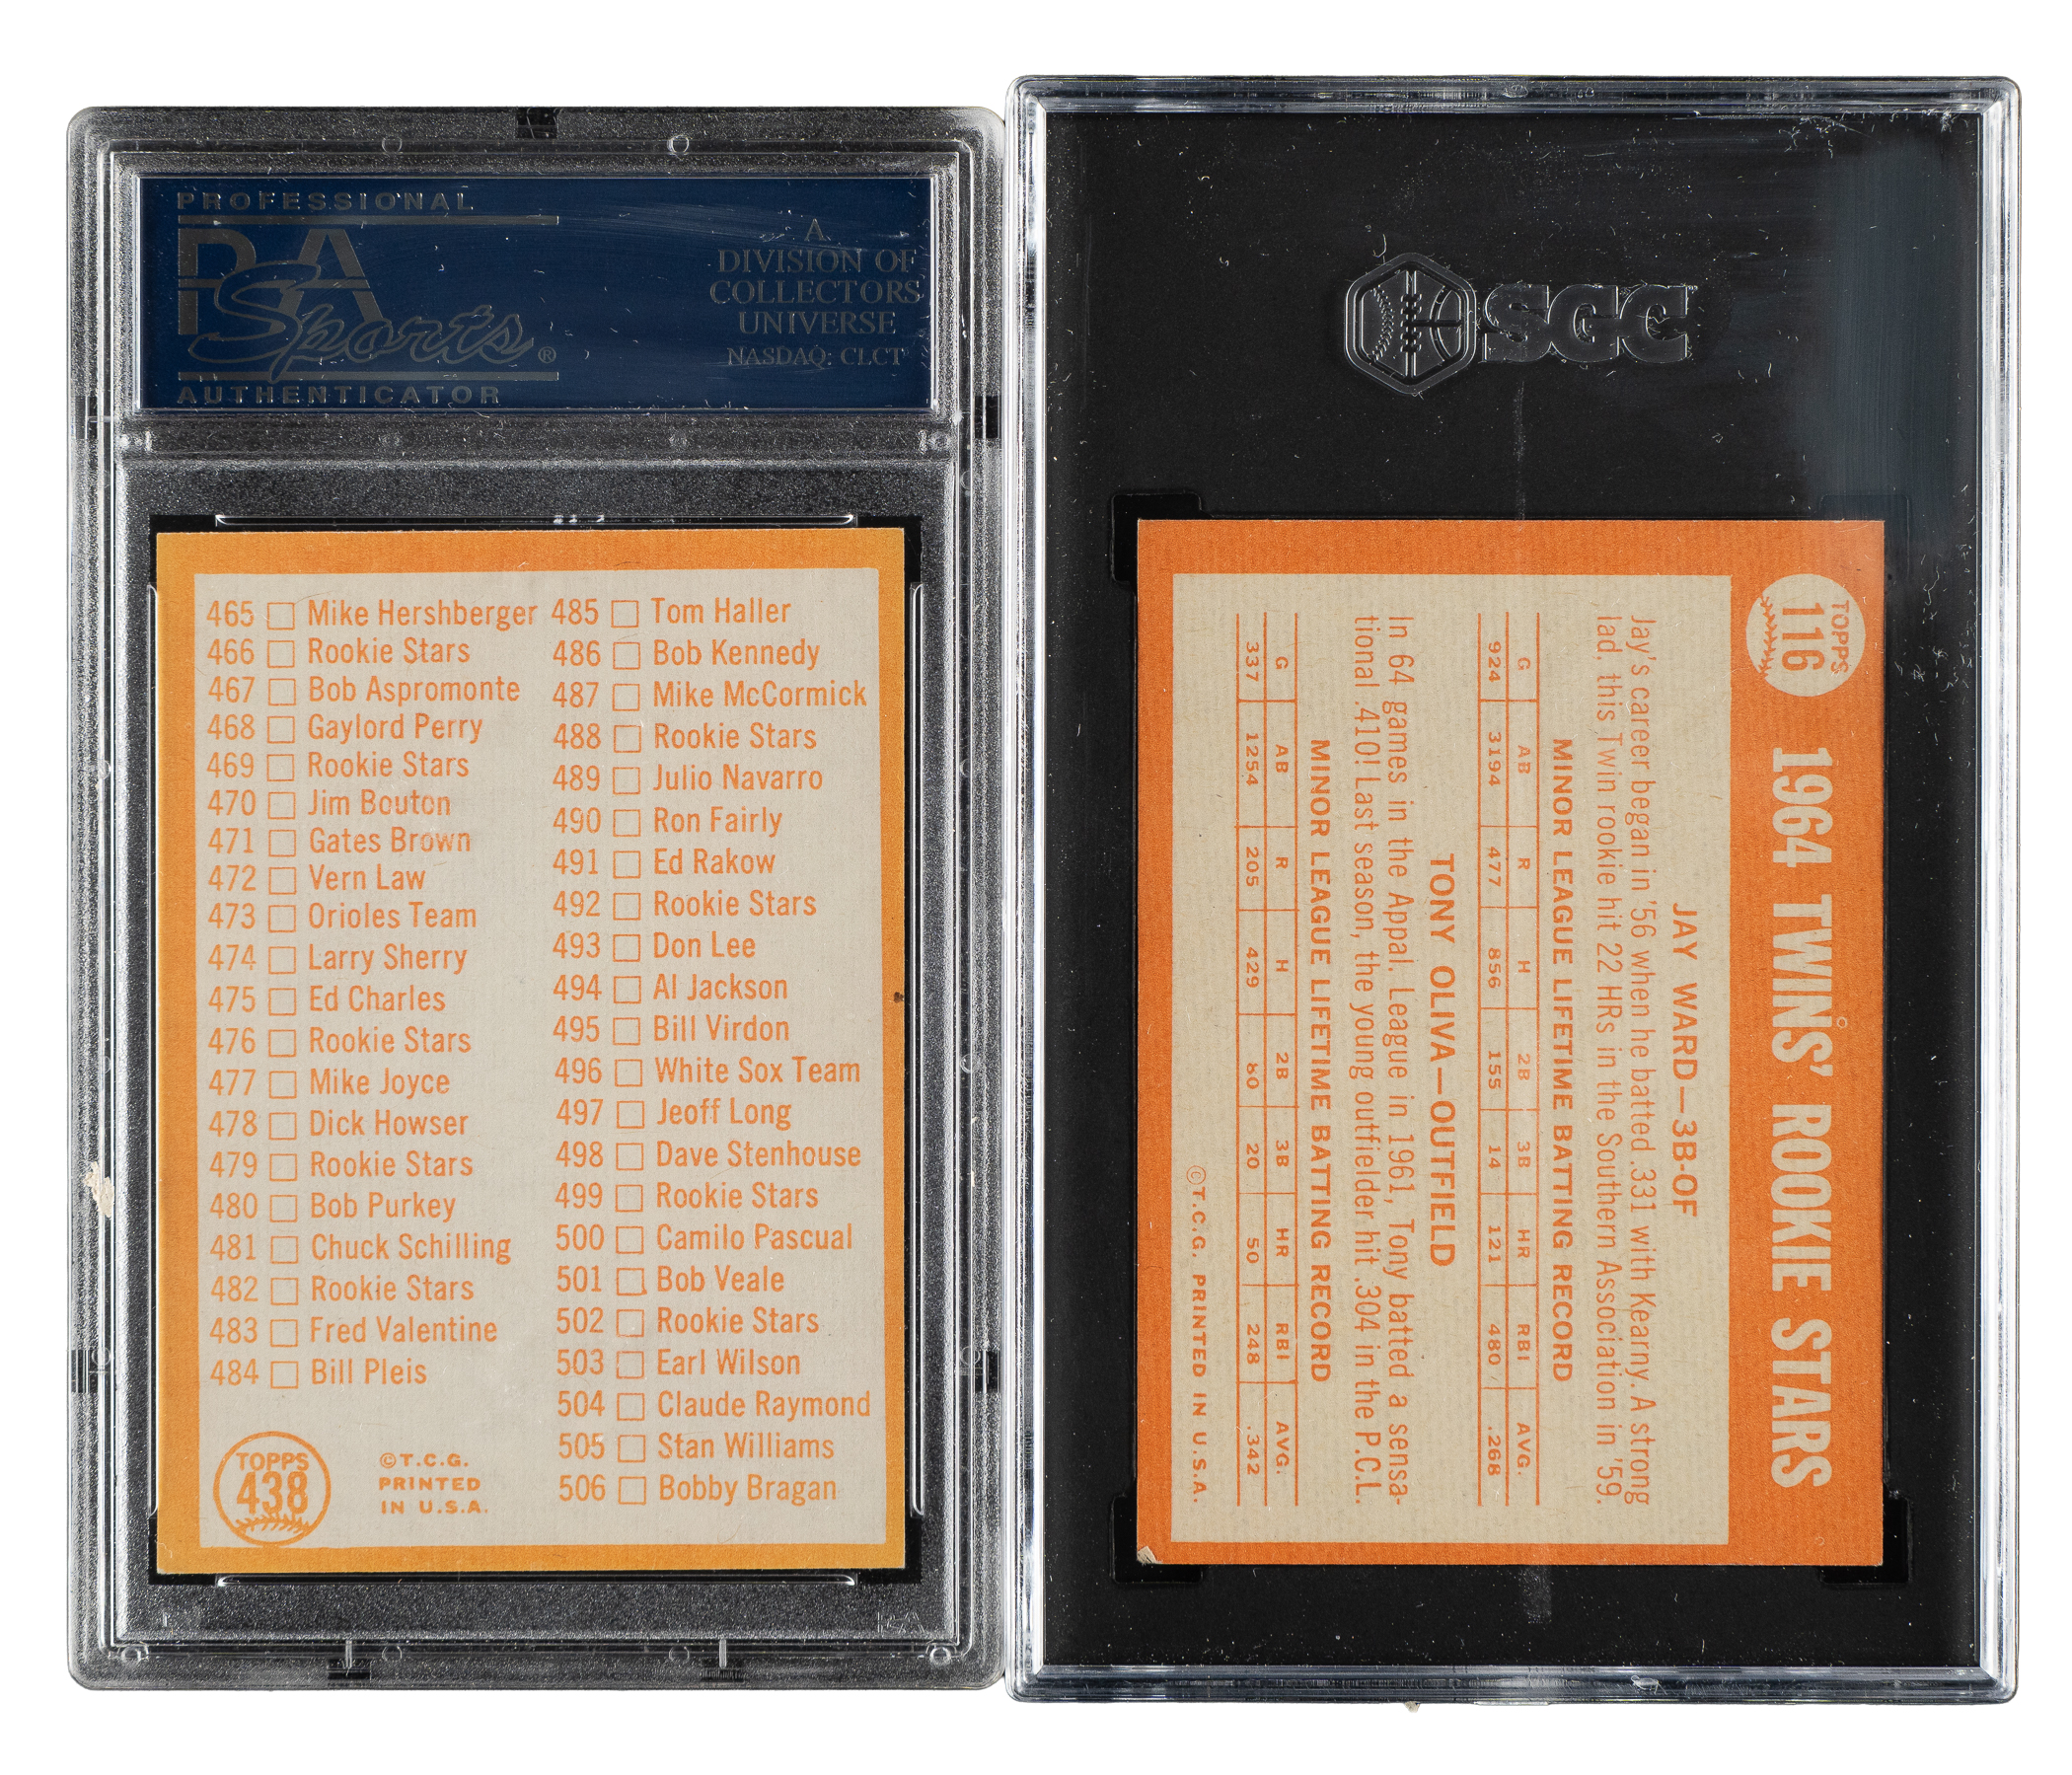 PROFESSIONAL
PSA
Sports®
AUTHENTICATOR
A
DIVISION OF
COLLECTORS
UNIVERSE
NASDAQ: CLCT
465 Mike Hershberger
466 Rookie Stars
467 Bob Aspromonte
468 Gaylord Perry
469 Rookie Stars
470 Jim Bouton
471 Gates Brown
472 Vern Law
473 Orioles Team
474 Larry Sherry
475 Ed Charles
476 Rookie Stars
477 Mike Joyce
478 Dick Howser
479 Rookie Stars
480 Bob Purkey
481 Chuck Schilling
482 Rookie Stars
483 Fred Valentine
484 Bill Pleis
485 Tom Haller
486 Bob Kennedy
487 Mike McCormick
488 Rookie Stars
489 Julio Navarro
490 Ron Fairly
491 Ed Rakow
492 Rookie Stars
493 Don Lee
494 Al Jackson
495 Bill Virdon
496 White Sox Team
497 Jeoff Long
498 Dave Stenhouse
499 Rookie Stars
500 Camilo Pascual
501 Bob Veale
502 Rookie Stars
503 Earl Wilson
504 Claude Raymond
505 Stan Williams
506 Bobby Bragan
TOPPS
438
©T.C.G.
PRINTED
IN U.S.A.
SGC
TOPPS
116
1964 TWINS' ROOKIE STARS
JAY WARD—3B-OF
Jay's career began in '56 when he batted .331 with Kearny. A strong
lad, this Twin rookie hit 22 HRs in the Southern Association in '59.
MINOR LEAGUE LIFETIME BATTING RECORD
G AB R H 2B 3B HR RBI AVG.
924 3194 477 856 155 14 121 480 .268
TONY OLIVA—OUTFIELD
In 64 games in the Appal. League in 1961, Tony batted a sensa-
tional .410! Last season, the young outfielder hit .304 in the P.C.L.
MINOR LEAGUE LIFETIME BATTING RECORD
G AB R H 2B 3B HR RBI AVG.
337 1254 205 429 60 20 50 248 .342
©T.C.G. PRINTED IN U.S.A.